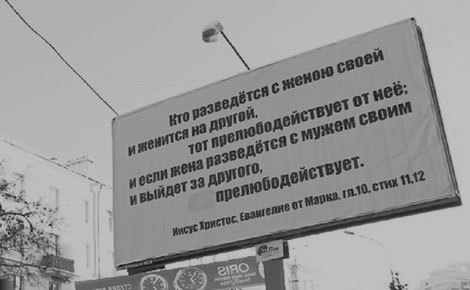 Кто разведётся с женою своей
и женится на другой,
тот прелюбодействует от неё;
и если жена разведётся с мужем своим
и выйдет за другого,
прелюбодействует.
Иисус Христос. Евангелие от Марка, гл.10, стих 11,12
ORIS